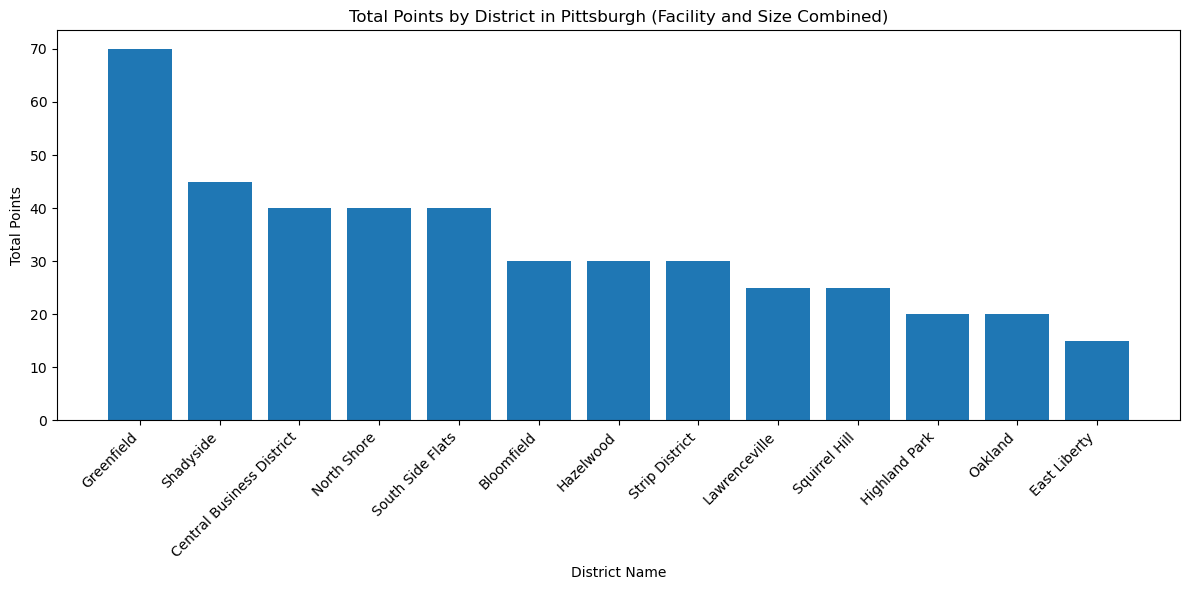 Total Points by District in Pittsburgh (Facility and Size Combined)
Total Points
70
60
50
40
30
20
10
0
Greenfield
Shadyside
Central Business District
North Shore
South Side Flats
Bloomfield
Hazelwood
Strip District
Lawrenceville
Squirrel Hill
Highland Park
Oakland
East Liberty
District Name